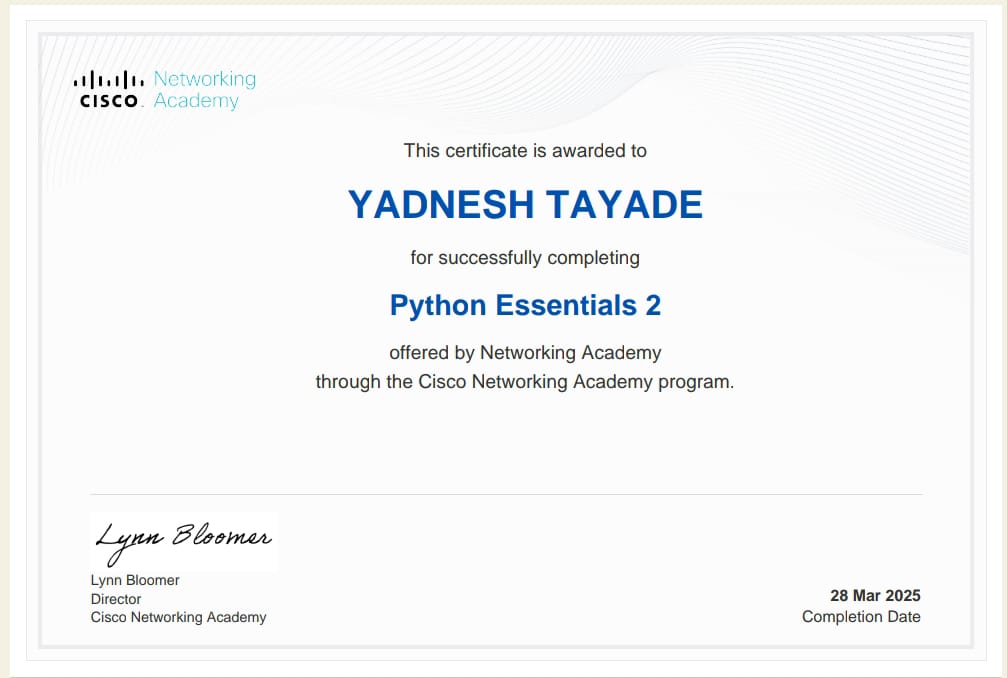 Networking
CISCO. Academy
This certificate is awarded to
YADNESH TAYADE
for successfully completing
Python Essentials 2
offered by Networking Academy
through the Cisco Networking Academy program.
Lynn Bloomer
Lynn Bloomer
Director
Cisco Networking Academy
28 Mar 2025
Completion Date